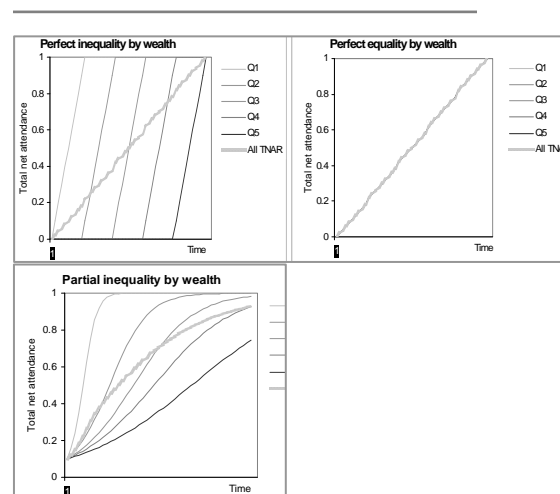 Perfect inequality by wealth
Total net attendance
1
0.8
0.6
0.4
0.2
0
1
Time
Q1
Q2
Q3
Q4
Q5
All TNAR
Perfect equality by wealth
Total net attendance
1
0.8
0.6
0.4
0.2
0
1
Time
Q1
Q2
Q3
Q4
Q5
All TNA
Partial inequality by wealth
Total net attendance
1
0.8
0.6
0.4
0.2
0
1
Time